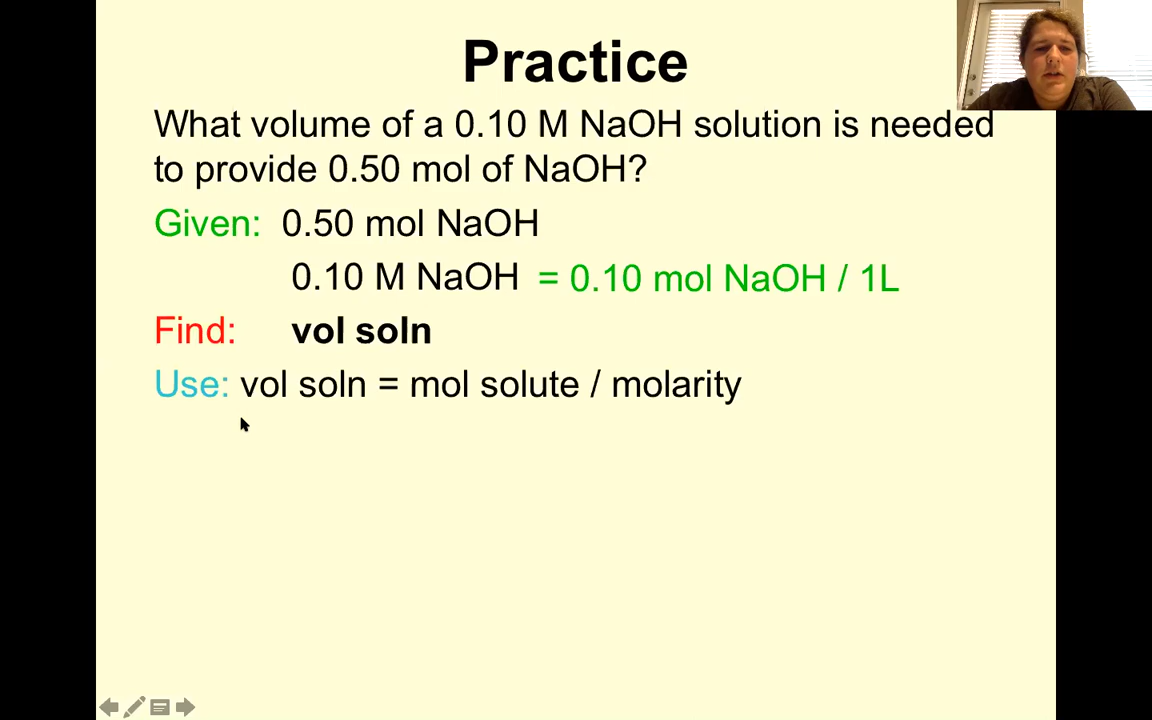 Practice
What volume of a 0.10 M NaOH solution is needed
to provide 0.50 mol of NaOH?
Given: 0.50 mol NaOH
0.10 M NaOH = 0.10 mol NaOH / 1L
Find: vol soln
Use: vol soln = mol solute / molarity